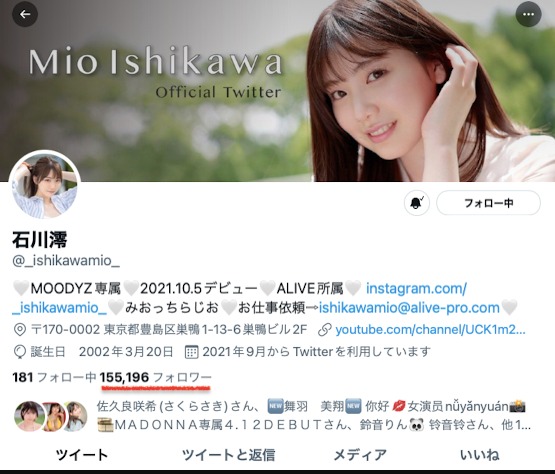 Mio Ishikawa
Official Twitter
フォロー中
石川澪
@_ishikawamio_
🤍MOODYZ専属🤍2021.10.5デビュー🤍ALIVE所属🤍 instagram.com/
_ishikawamio_🤍みおっちらじお🤍お仕事依頼⇨ishikawamio@alive-pro.com🤍
〒170-0002 東京都豊島区巣鴨1-13-6巣鴨ビル2F youtube.com/channel/UCK1m2...
誕生日 2002年3月20日 2021年9月からTwitterを利用しています
181 フォロー中 155,196 フォロワー
佐久良咲希(さくらさき)さん、🆕舞羽 美翔🆕 你好💋女演员nǚyǎnyuán📸
MADONNA専属４.１２DEBUTさん、鈴音りん🐼 铃音铃さん、他1...
ツイート ツイートと返信 メディア いいね